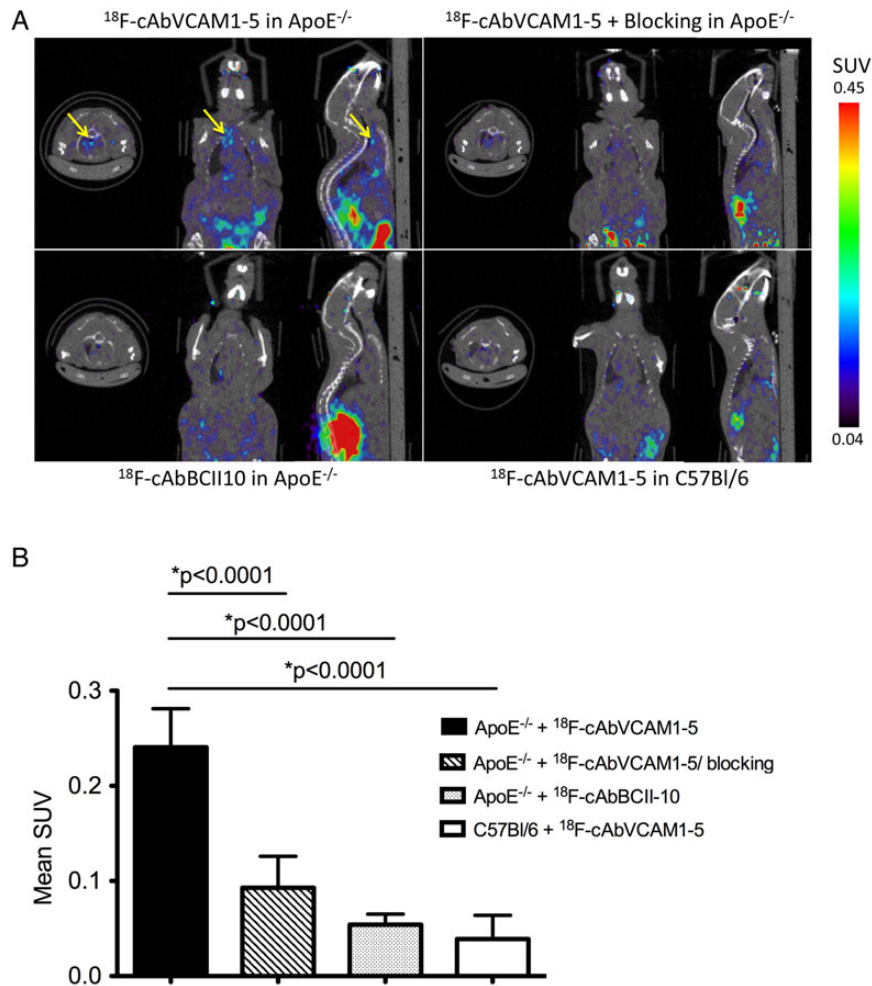 A
¹⁸F-cAbVCAM1-5 in ApoE⁻/⁻
¹⁸F-cAbVCAM1-5 + Blocking in ApoE⁻/⁻
SUV
0.45
0.04
¹⁸F-cAbBCII10 in ApoE⁻/⁻
¹⁸F-cAbVCAM1-5 in C57Bl/6
B
*p<0.0001
*p<0.0001
*p<0.0001
Mean SUV
0.3
0.2
0.1
0.0
ApoE⁻/⁻ + ¹⁸F-cAbVCAM1-5
ApoE⁻/⁻ + ¹⁸F-cAbVCAM1-5/ blocking
ApoE⁻/⁻ + ¹⁸F-cAbBCII-10
C57Bl/6 + ¹⁸F-cAbVCAM1-5